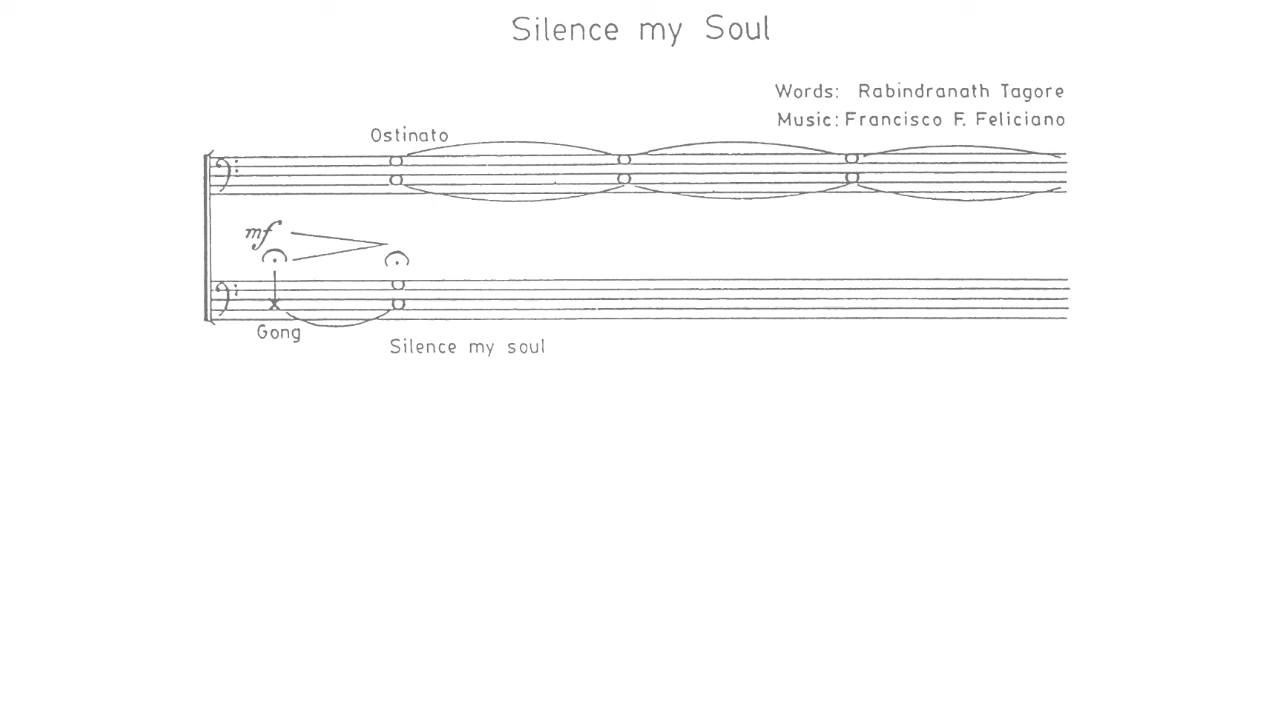 Silence my Soul
Words: Rabindranath Tagore
Music: Francisco F. Feliciano
Ostinato
mf
Gong
Silence my soul